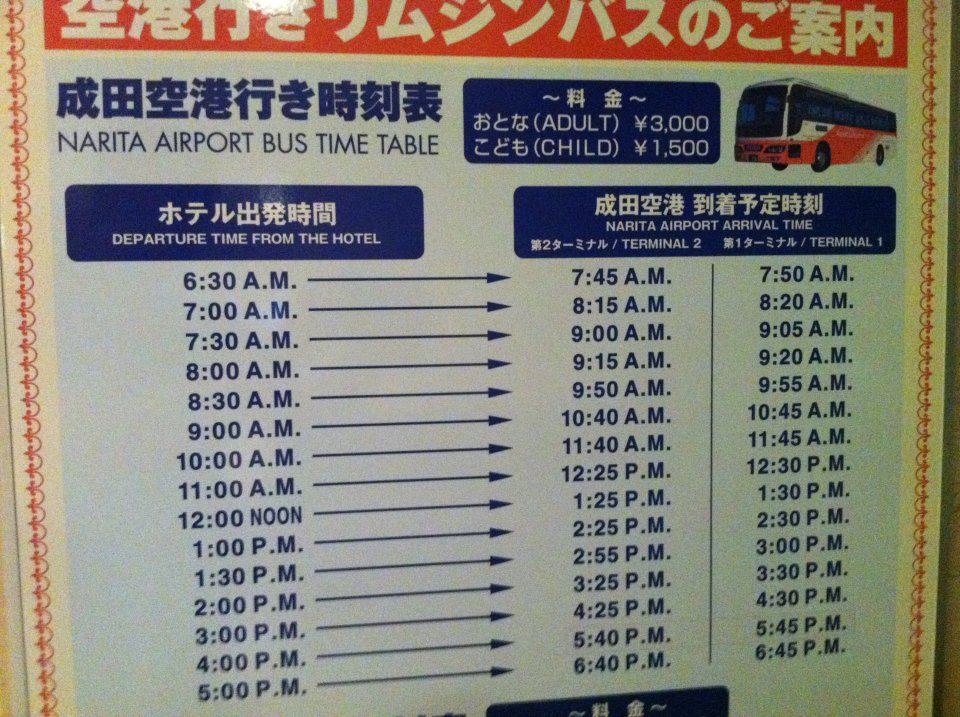 空港行きリムジンバスのご案内
成田空港行き時刻表
NARITA AIRPORT BUS TIME TABLE
～料 金～
おとな(ADULT) ¥3,000
こども(CHILD) ¥1,500
ホテル出発時間
DEPARTURE TIME FROM THE HOTEL
成田空港 到着予定時刻
NARITA AIRPORT ARRIVAL TIME
第2ターミナル / TERMINAL 2 第1ターミナル / TERMINAL 1
6:30 A.M. 7:45 A.M. 7:50 A.M.
7:00 A.M. 8:15 A.M. 8:20 A.M.
7:30 A.M. 9:00 A.M. 9:05 A.M.
8:00 A.M. 9:15 A.M. 9:20 A.M.
8:30 A.M. 9:50 A.M. 9:55 A.M.
9:00 A.M. 10:40 A.M. 10:45 A.M.
10:00 A.M. 11:40 A.M. 11:45 A.M.
11:00 A.M. 12:25 P.M. 12:30 P.M.
12:00 NOON 1:25 P.M. 1:30 P.M.
1:00 P.M. 2:25 P.M. 2:30 P.M.
1:30 P.M. 2:55 P.M. 3:00 P.M.
2:00 P.M. 3:25 P.M. 3:30 P.M.
3:00 P.M. 4:25 P.M. 4:30 P.M.
4:00 P.M. 5:40 P.M. 5:45 P.M.
5:00 P.M. 6:40 P.M. 6:45 P.M.
～料 金～